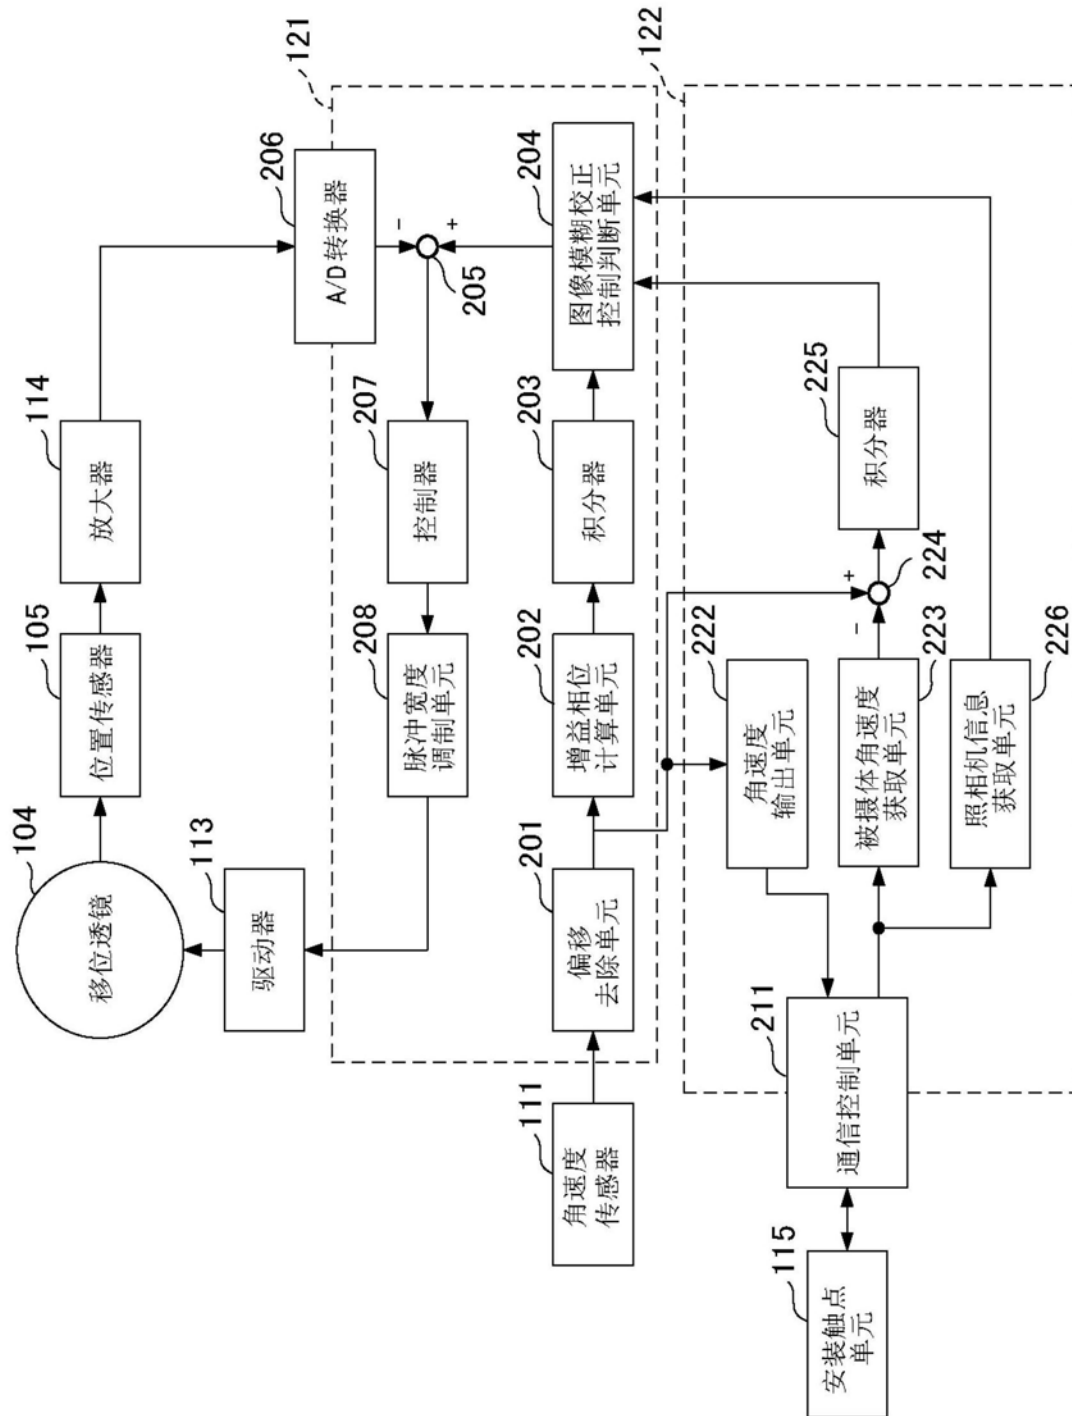 104
移位透镜
105
位置传感器
114
放大器
113
驱动器
121
206
A/D转换器
208
脉冲宽度
调制单元
207
控制器
-
+
205
111
角速度
传感器
201
偏移
去除单元
202
增益相位
计算单元
203
积分器
204
图像模糊校正
控制判断单元
122
222
角速度
输出单元
115
安装触点
单元
211
通信控制单元
223
被摄体角速度
获取单元
-
+
224
225
积分器
226
照相机信息
获取单元